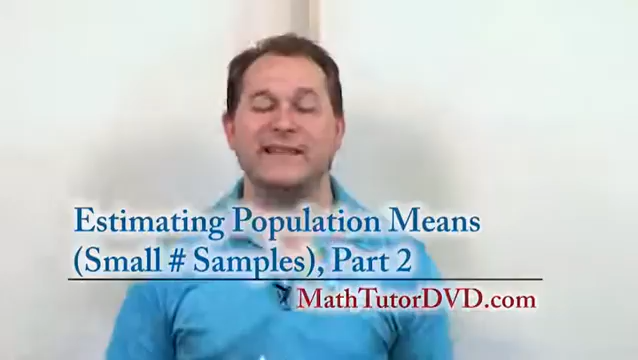 Estimating Population Means
(Small # Samples), Part 2
MathTutorDVD.com